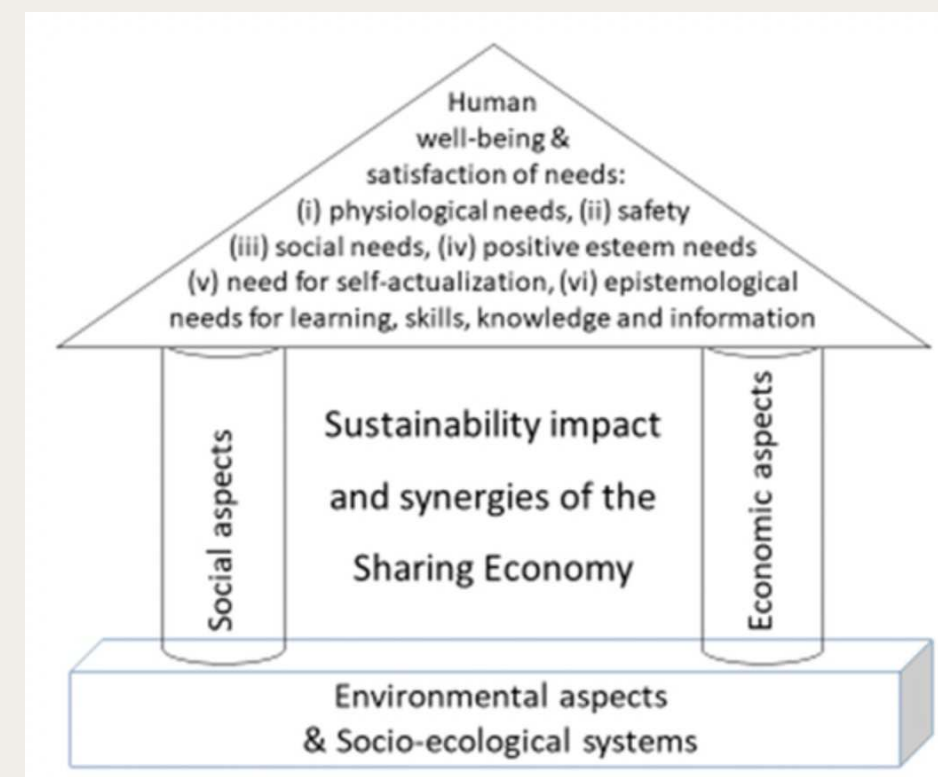 Human
well-being &
satisfaction of needs:
(i) physiological needs, (ii) safety
(iii) social needs, (iv) positive esteem needs
(v) need for self-actualization, (vi) epistemological
needs for learning, skills, knowledge and information
Social aspects
Sustainability impact
and synergies of the
Sharing Economy
Economic aspects
Environmental aspects
& Socio-ecological systems